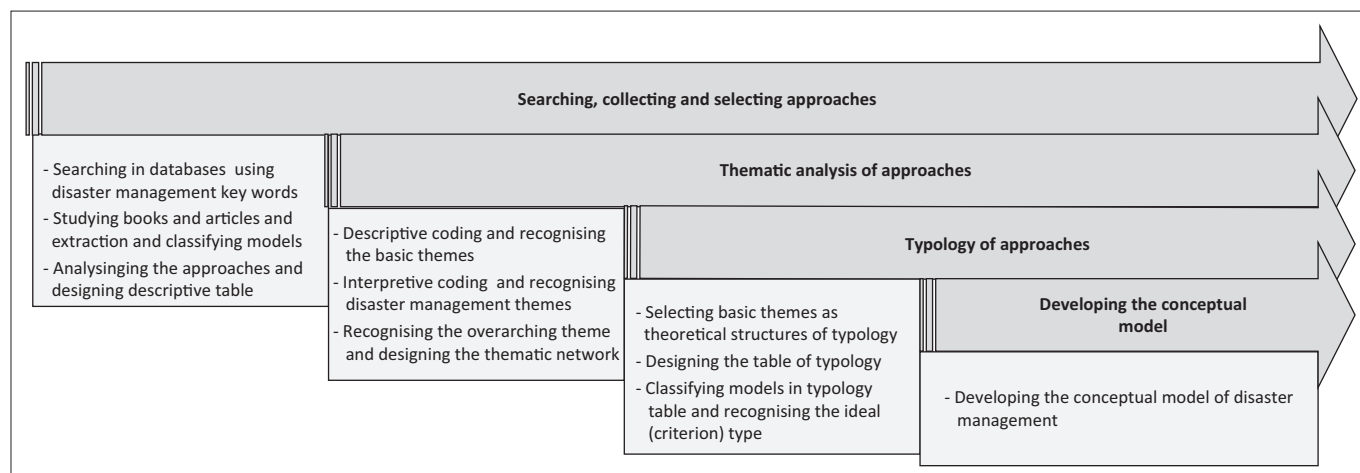 Searching, collecting and selecting approaches
- Searching in databases using
disaster management key words
- Studying books and articles and
extraction and classifying models
- Analysinging the approaches and
designing descriptive table
Thematic analysis of approaches
- Descriptive coding and recognising
the basic themes
- Interpretive coding and recognising
disaster management themes
- Recognising the overarching theme
and designing the thematic network
Typology of approaches
- Selecting basic themes as
theoretical structures of typology
- Designing the table of typology
- Classifying models in typology
table and recognising the ideal
(criterion) type
Developing the conceptual
model
- Developing the conceptual model of disaster
management